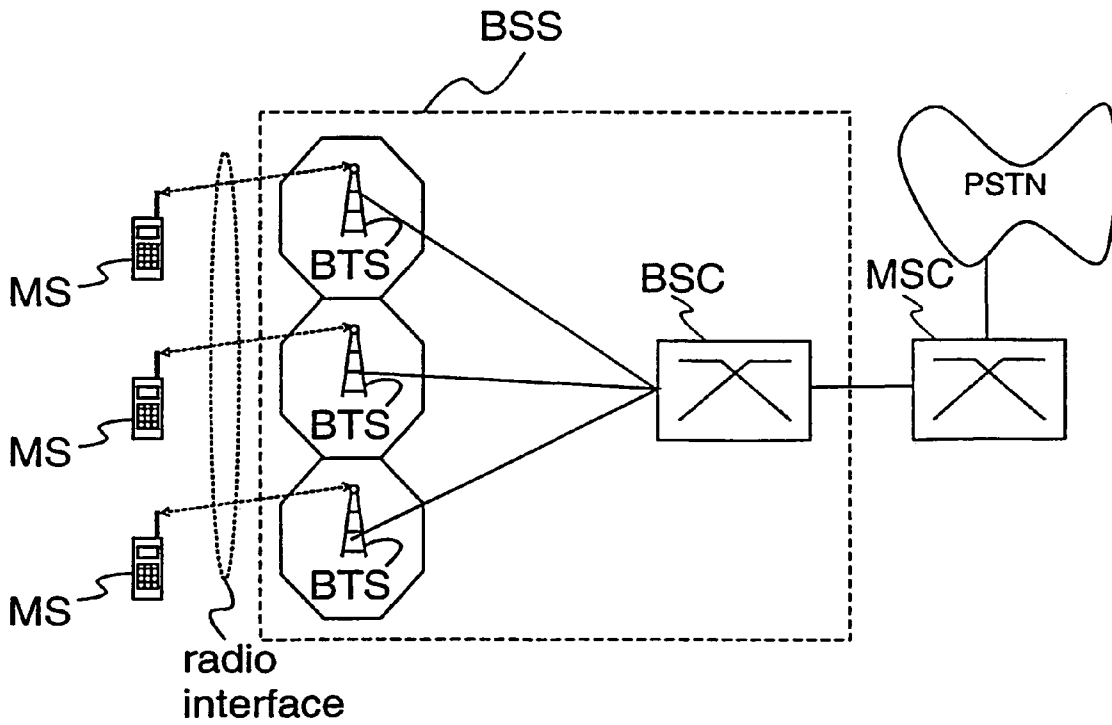 BSS
PSTN
MS
BTS
BSC
MSC
MS
BTS
MS
BTS
radio
interface